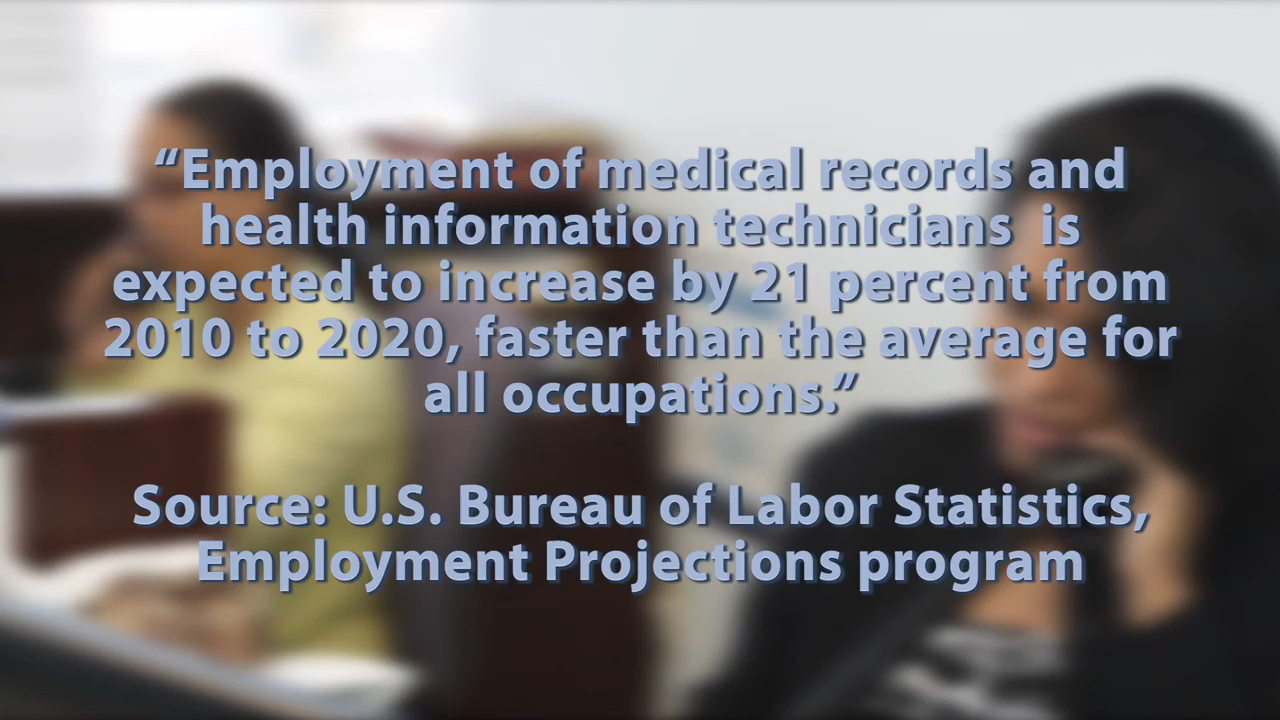 “Employment of medical records and
health information technicians  is
expected to increase by 21 percent from
2010 to 2020, faster than the average for
all occupations.”
Source: U.S. Bureau of Labor Statistics,
Employment Projections program